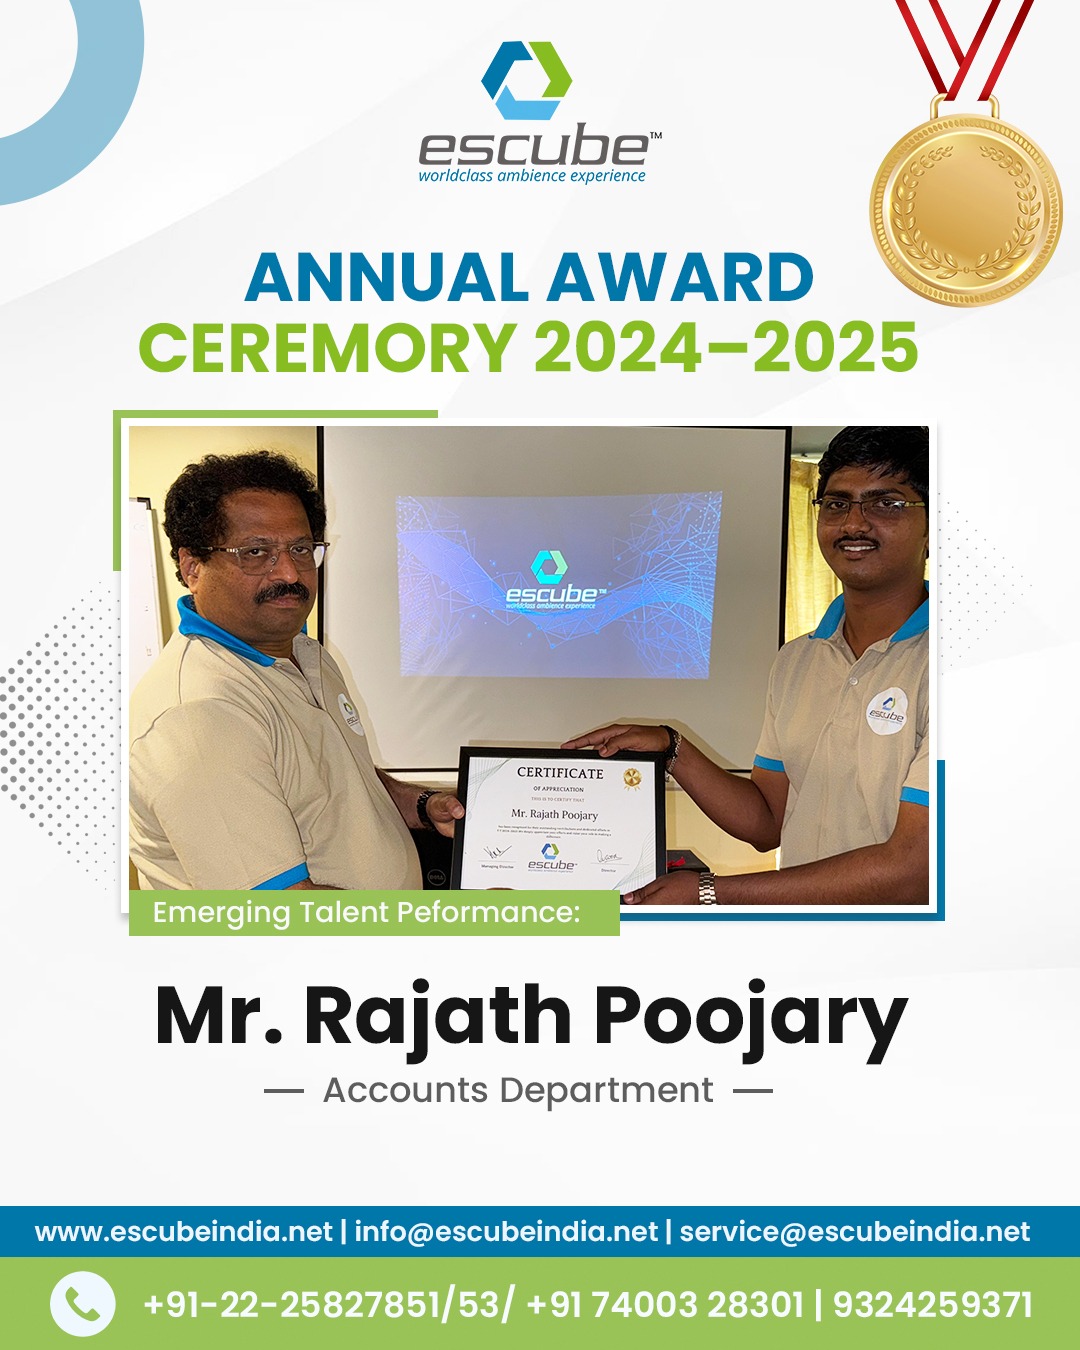 escube™
worldclass ambience experience
ANNUAL AWARD
CEREMORY 2024–2025
escube™
worldclass ambience experience
escube
escube
CERTIFICATE
OF APPRECIATION
THIS IS TO CERTIFY THAT
Mr. Rajath Poojary
Managing Director
escube
Director
Emerging Talent Peformance:
Mr. Rajath Poojary
Accounts Department
www.escubeindia.net | info@escubeindia.net | service@escubeindia.net
+91-22-25827851/53/ +91 74003 28301 | 9324259371